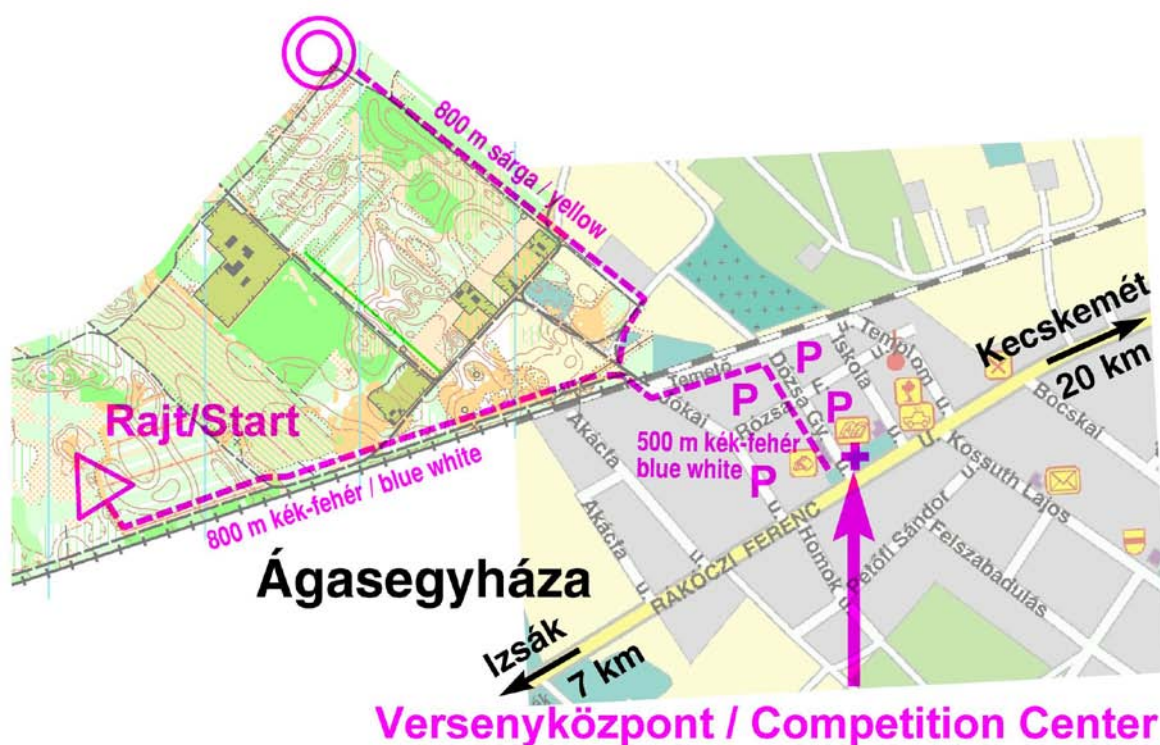 800 m sárga / yellow
Kecskemét
20 km
Templom u.
Iskola u.
Dózsa Gy. u.
Temető
Rózsa F. u.
P
P
P
P
Jókai u.
Bocskai
Kossuth Lajos
Rajt/Start
500 m kék-fehér
blue white
800 m kék-fehér / blue white
Akácfa
Akácfa u.
RÁKÓCZI FERENC
Petőfi Sándor u.
Homok u.
Felszabadulás
Ágasegyháza
Izsák
7 km
Versenyközpont / Competition Center